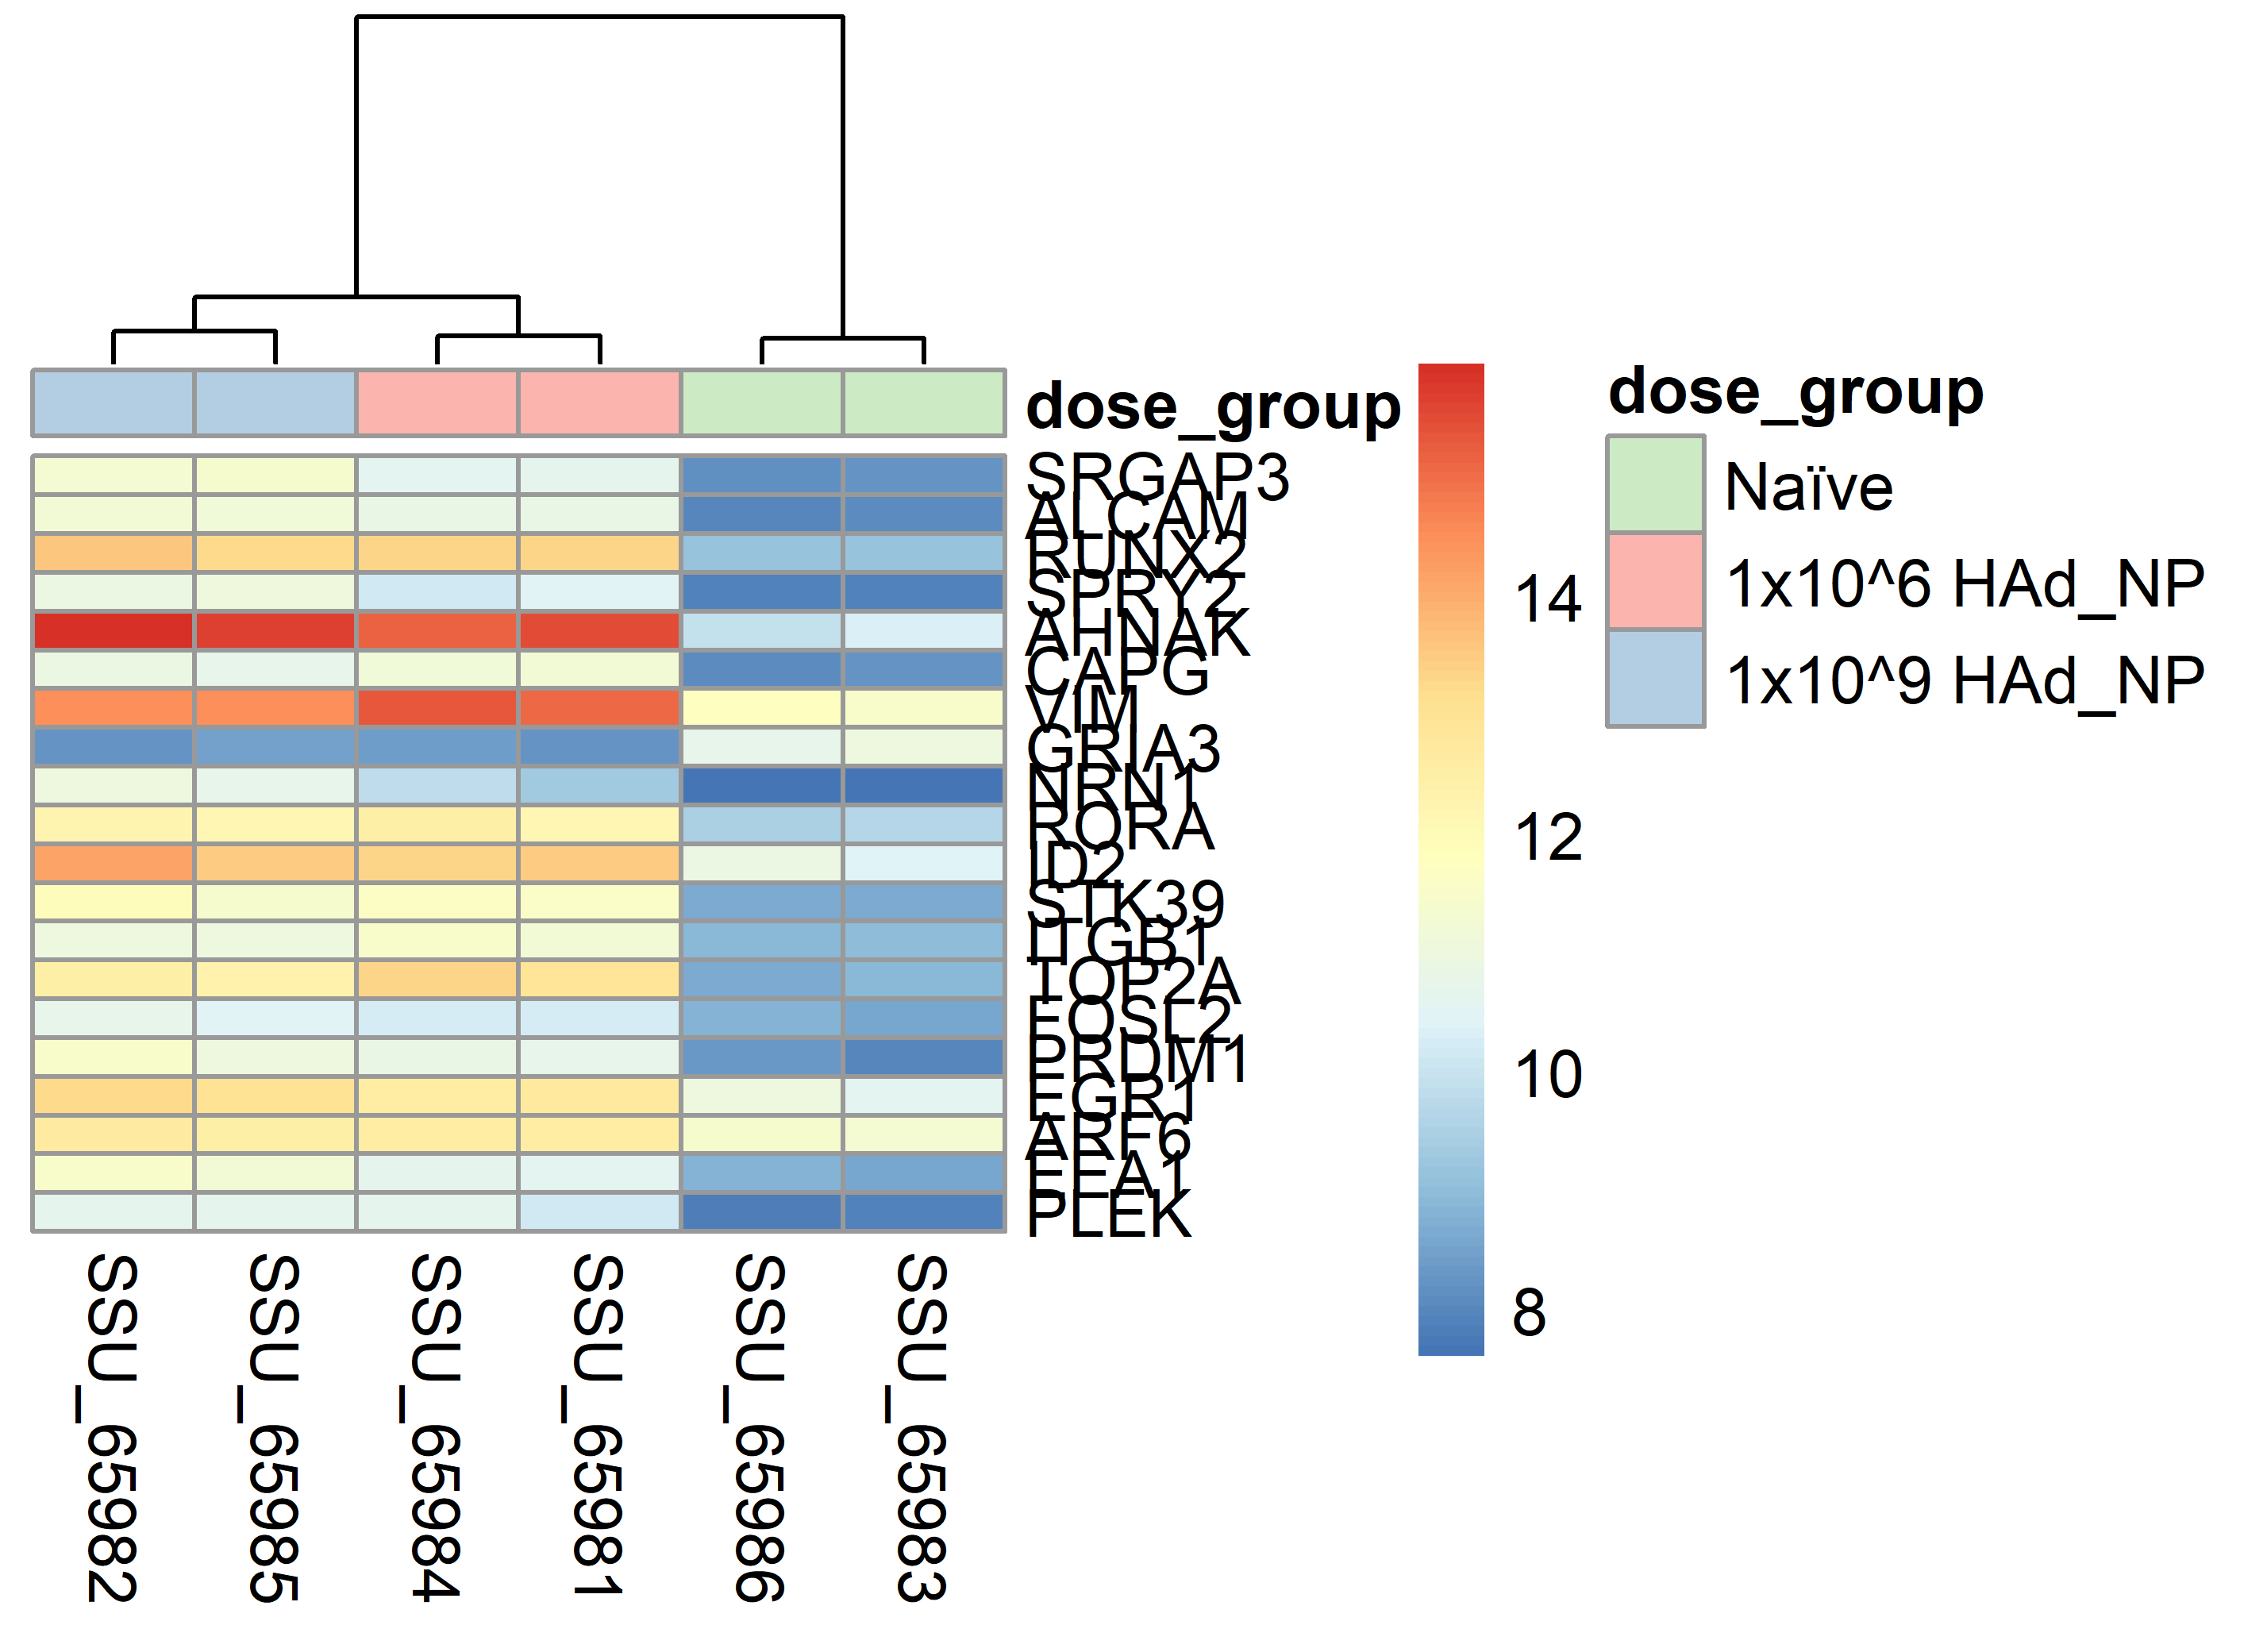 dose_group
SRGAP3
ALCAM
RUNX2
SPRY2
AHNAK
CAPG
VIM
GRIA3
NRN1
RORA
ID2
STK39
ITGB1
TOP2A
FOSL2
PRDM1
EGR1
ARF6
EEA1
PLEK
SSU_65982
SSU_65985
SSU_65984
SSU_65981
SSU_65986
SSU_65983
14
12
10
8
dose_group
Naïve
1x10^6 HAd_NP
1x10^9 HAd_NP